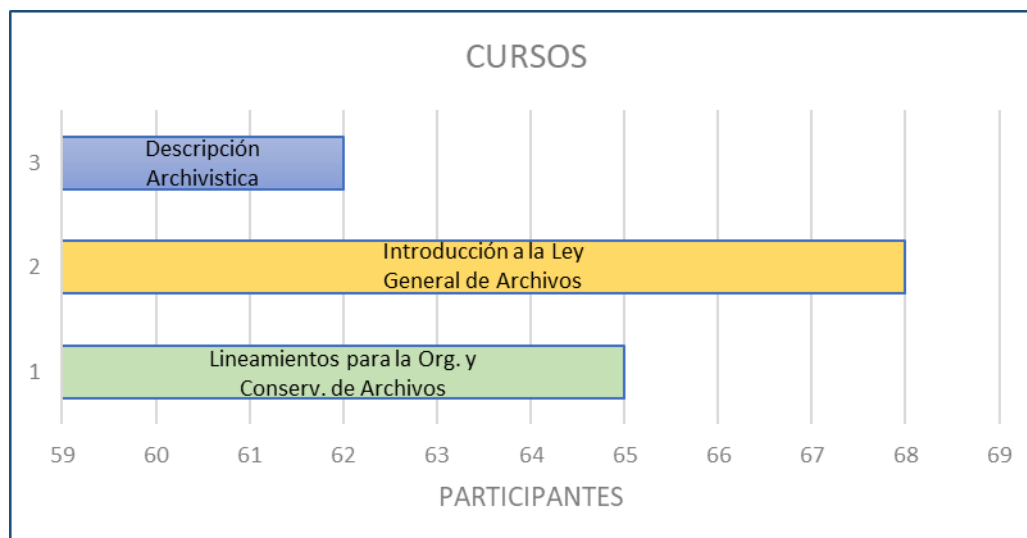 CURSOS
3
Descripción
Archivistica
2
Introducción a la Ley
General de Archivos
1
Lineamientos para la Org. y
Conserv. de Archivos
59 60 61 62 63 64 65 66 67 68 69
PARTICIPANTES